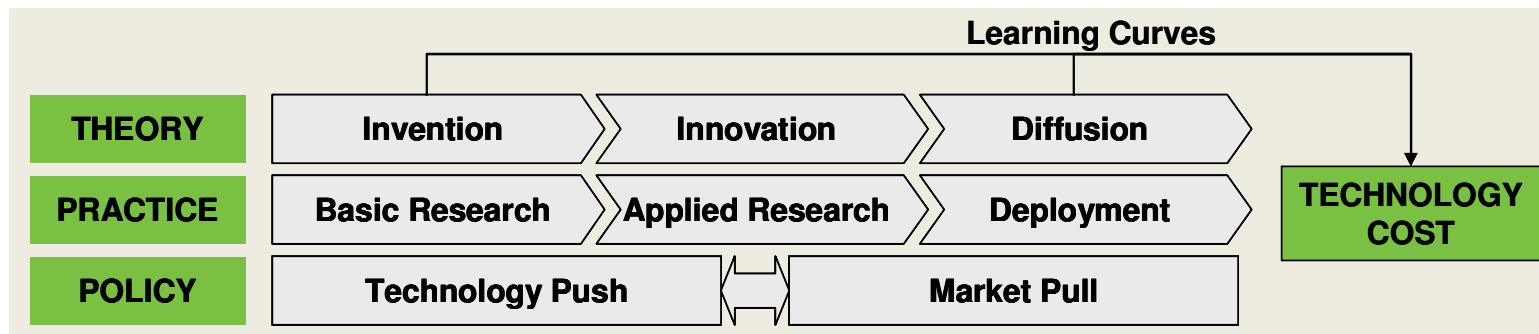 Learning Curves
THEORY
Invention
Innovation
Diffusion
PRACTICE
Basic Research
Applied Research
Deployment
TECHNOLOGY
COST
POLICY
Technology Push
Market Pull